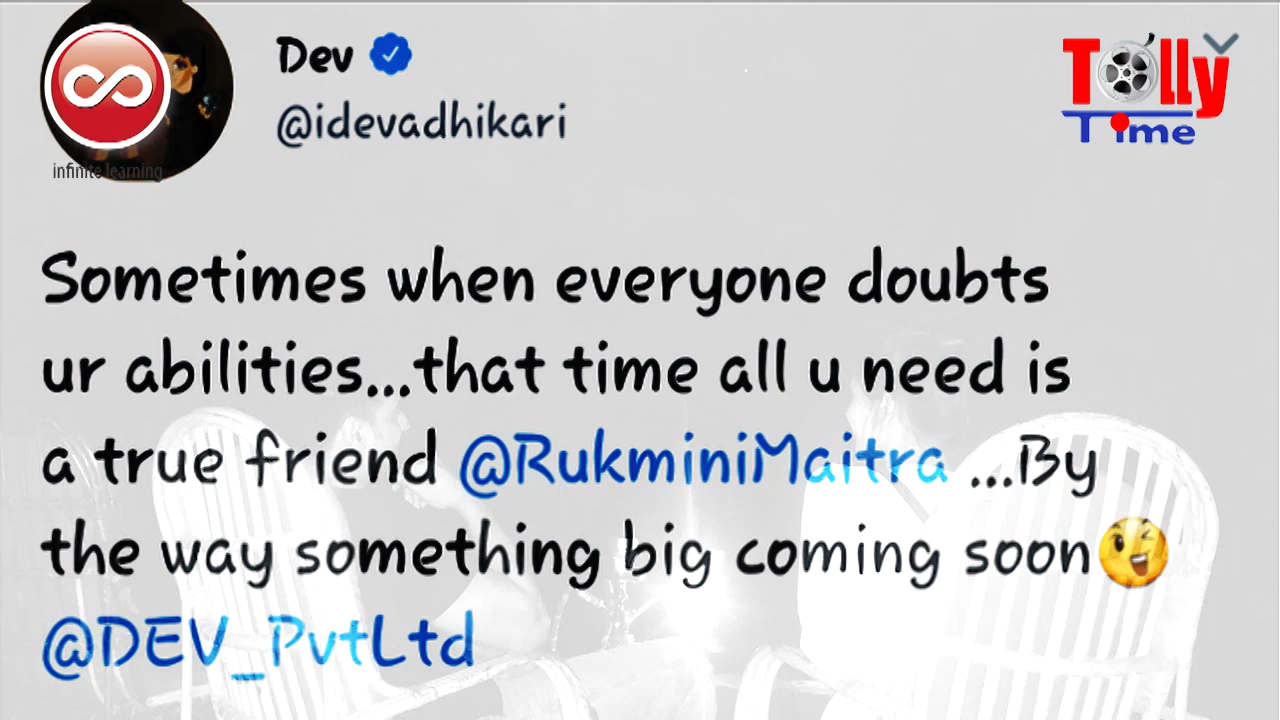 Dev
@idevadhikari
Tolly
Time
infinite learning
Sometimes when everyone doubts
ur abilities...that time all u need is
a true friend @RukminiMaitra ...By
the way something big coming soon😉
@DEV_PvtLtd